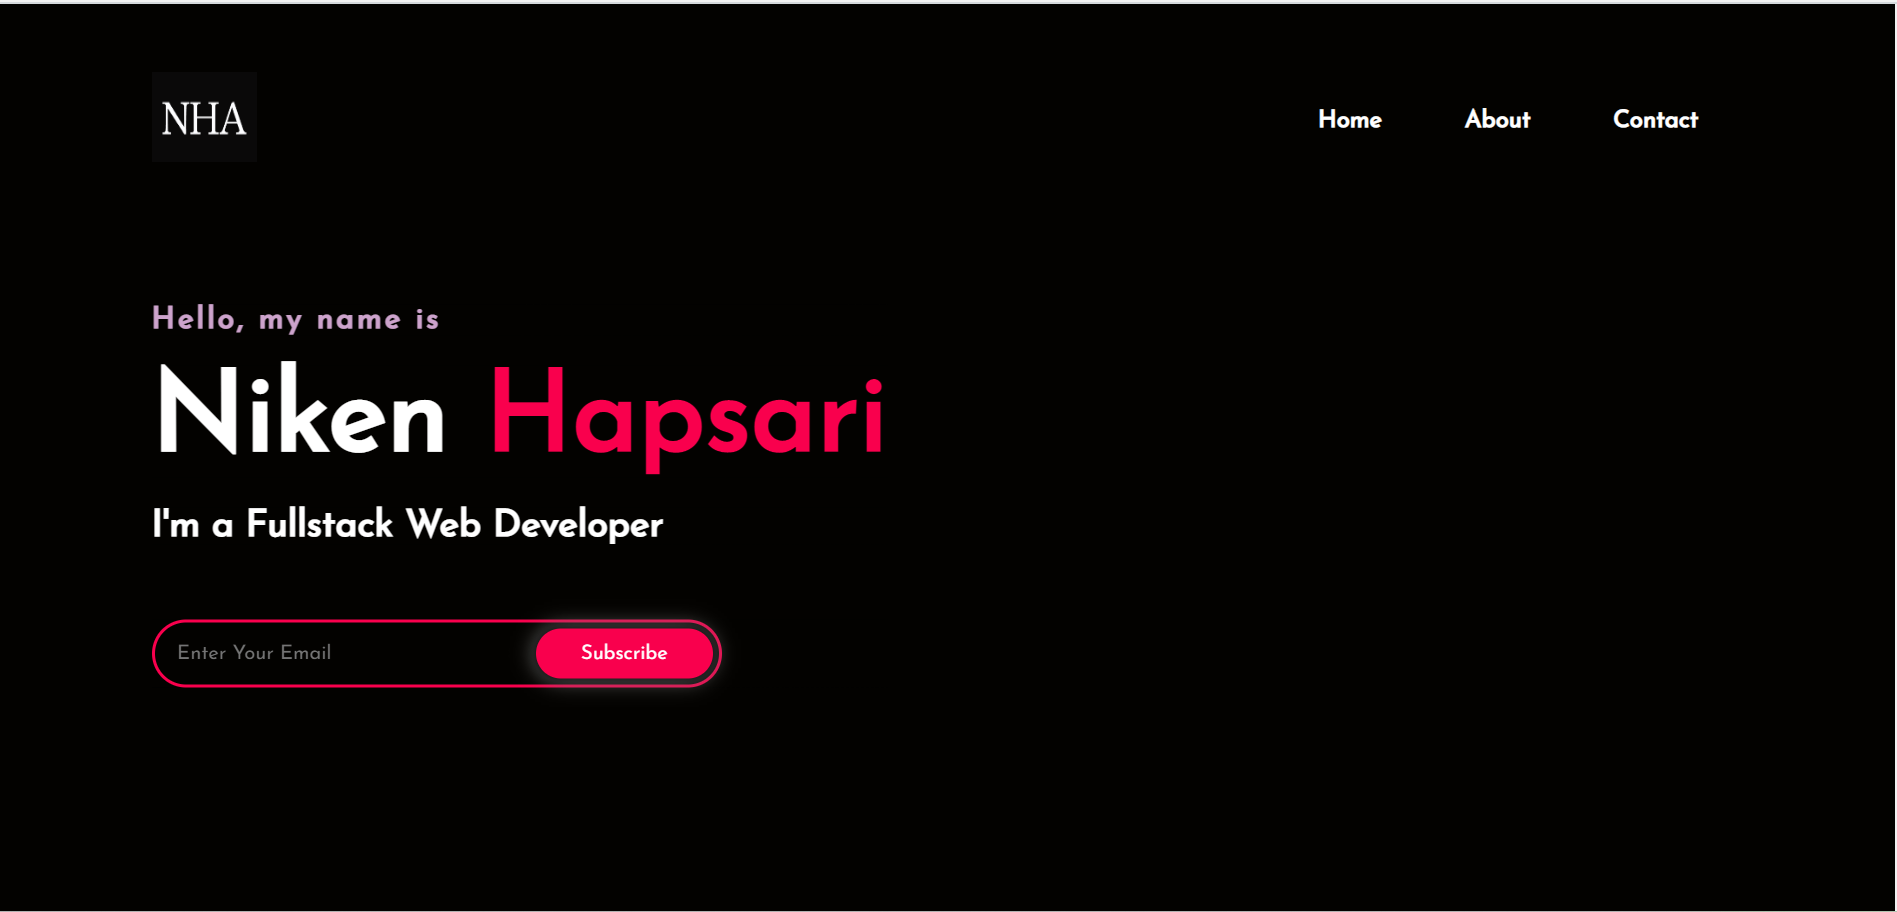 NHA
Home About Contact
Hello, my name is
Niken Hapsari
I'm a Fullstack Web Developer
Enter Your Email Subscribe